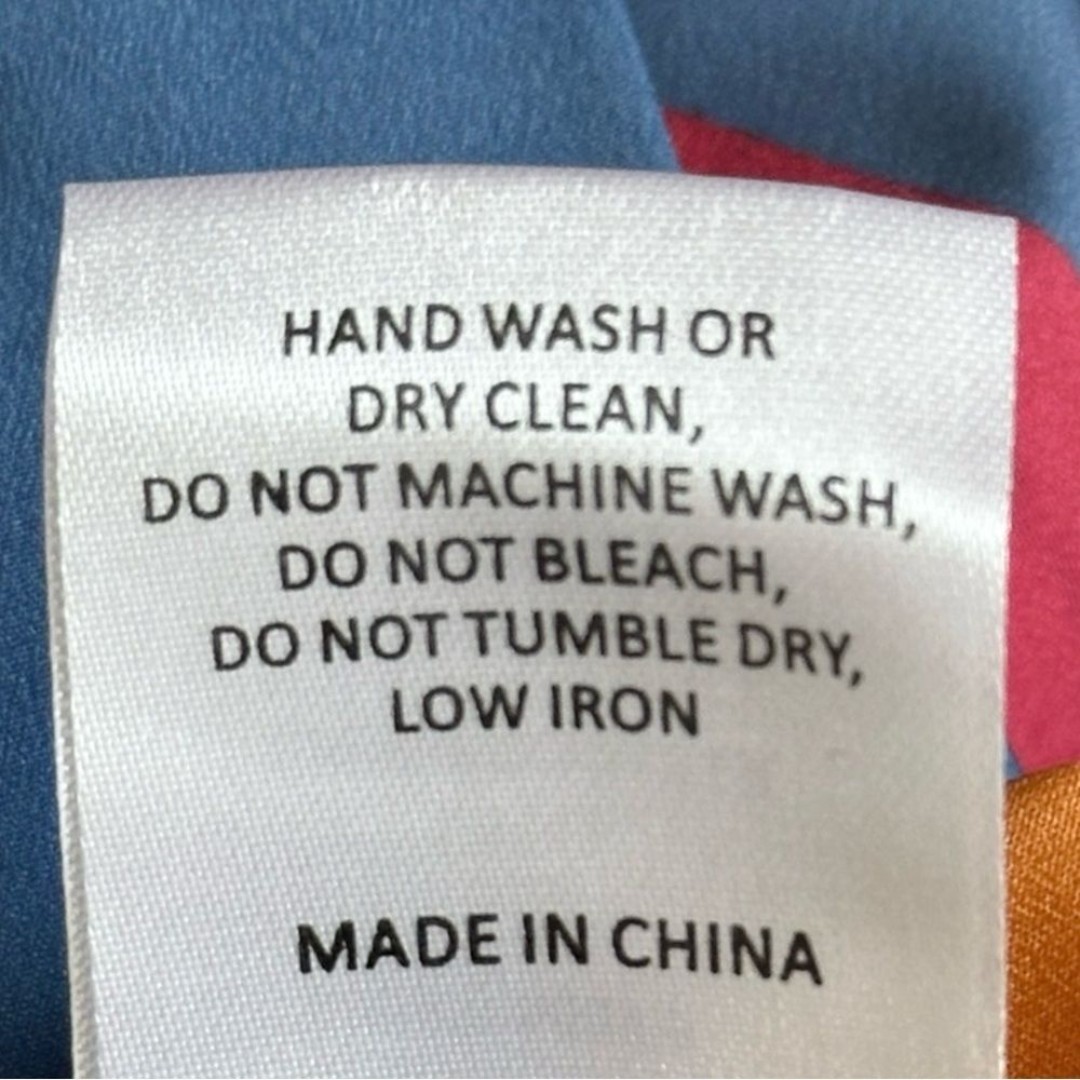 HAND WASH OR
DRY CLEAN,
DO NOT MACHINE WASH,
DO NOT BLEACH,
DO NOT TUMBLE DRY,
LOW IRON
MADE IN CHINA